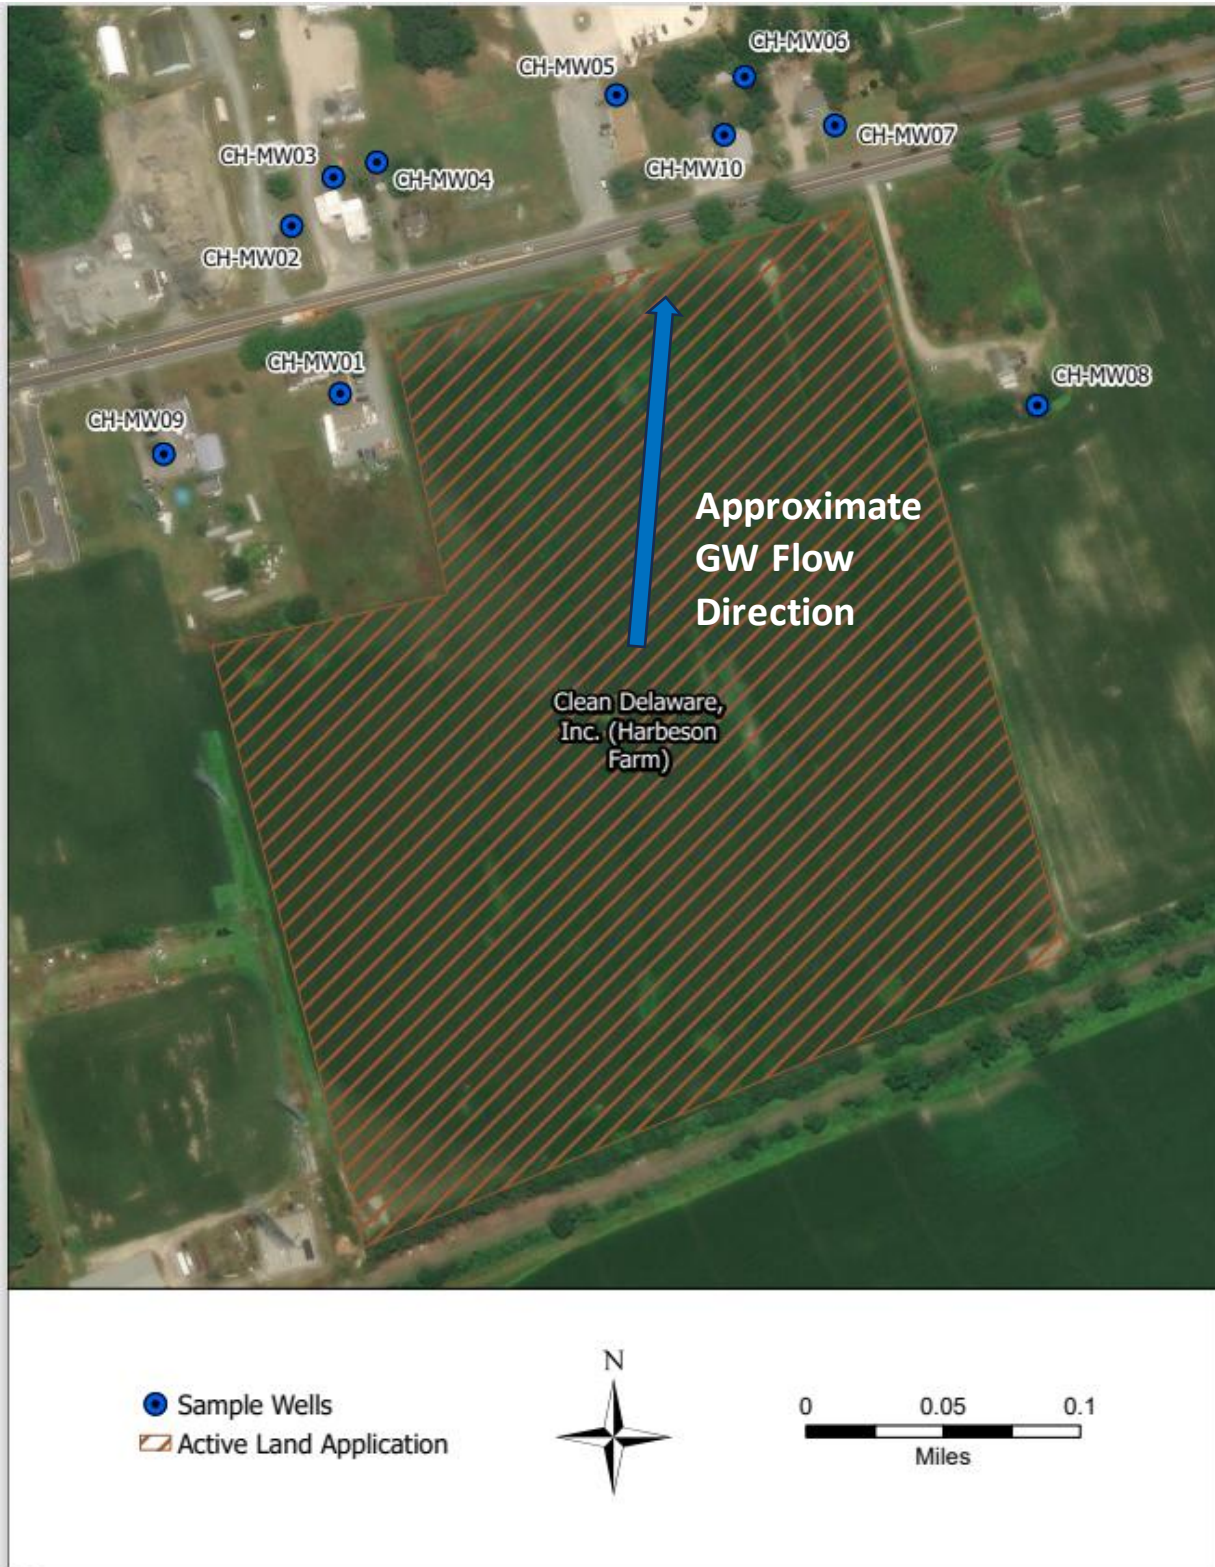 CH-MW06
CH-MW05
CH-MW07
CH-MW03
CH-MW10
CH-MW04
CH-MW02
CH-MW01
CH-MW08
CH-MW09
Approximate
GW Flow
Direction
Clean Delaware,
Inc. (Harbeson
Farm)
N
Sample Wells
Active Land Application
0 0.05 0.1
Miles